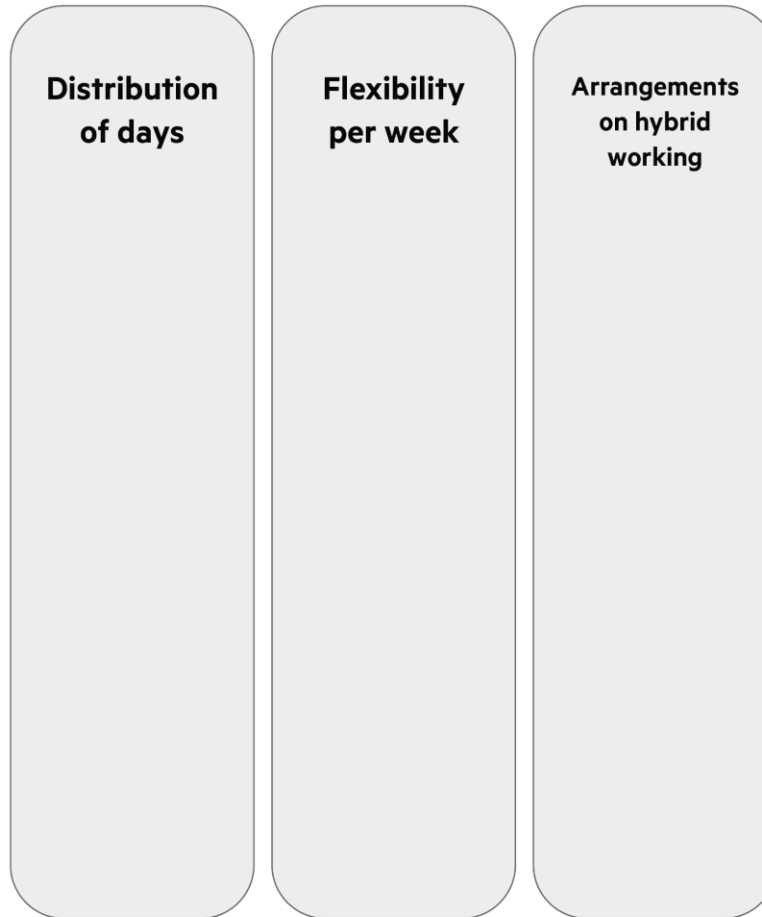 Distribution
of days
Flexibility
per week
Arrangements
on hybrid
working